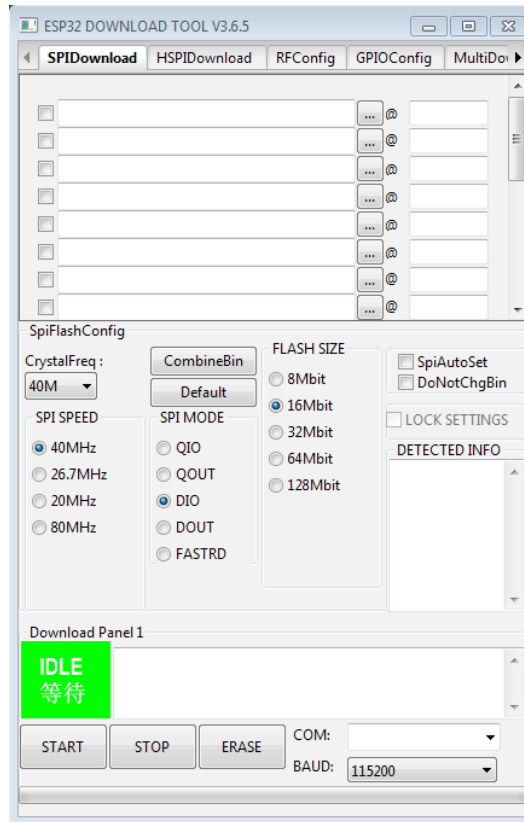 ESP32 DOWNLOAD TOOL V3.6.5
SPIDownload HSPIDownload RFConfig GPIOConfig MultiDo
... @
... @
... @
... @
... @
... @
... @
... @
SpiFlashConfig
CrystalFreq :
40M
CombineBin
Default
SPI SPEED
40MHz
26.7MHz
20MHz
80MHz
SPI MODE
QIO
QOUT
DIO
DOUT
FASTRD
FLASH SIZE
8Mbit
16Mbit
32Mbit
64Mbit
128Mbit
SpiAutoSet
DoNotChgBin
LOCK SETTINGS
DETECTED INFO
Download Panel 1
IDLE
等待
START STOP ERASE
COM:
BAUD: 115200